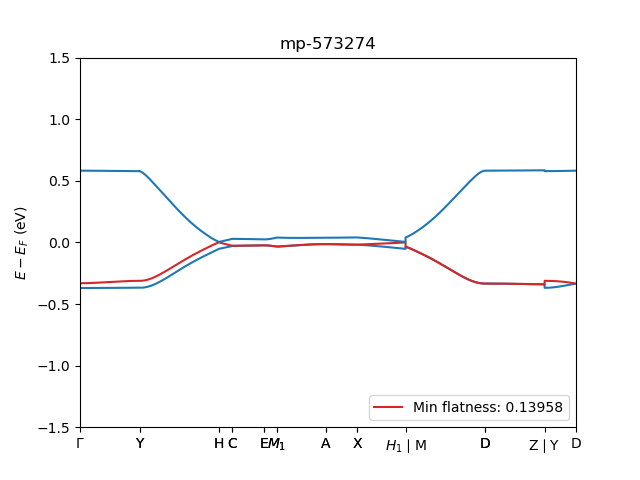 mp-573274
E − E_F (eV)
1.5
1.0
0.5
0.0
−0.5
−1.0
−1.5
Min flatness: 0.13958
Γ Y H C E M₁ A X H₁ | M D Z | Y D